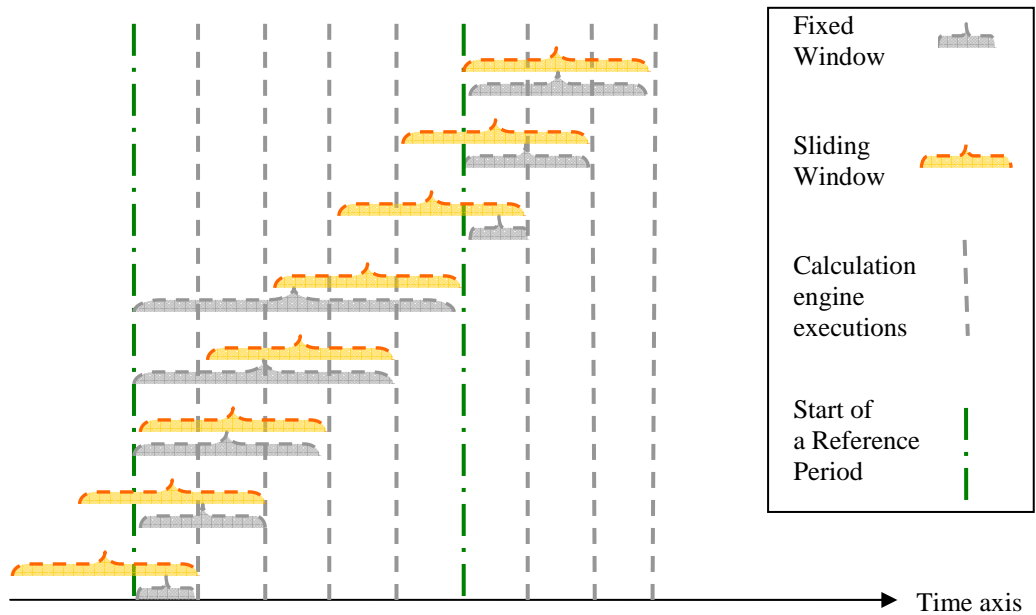 Fixed
Window
Sliding
Window
Calculation
engine
executions
Start of
a Reference
Period
Time axis